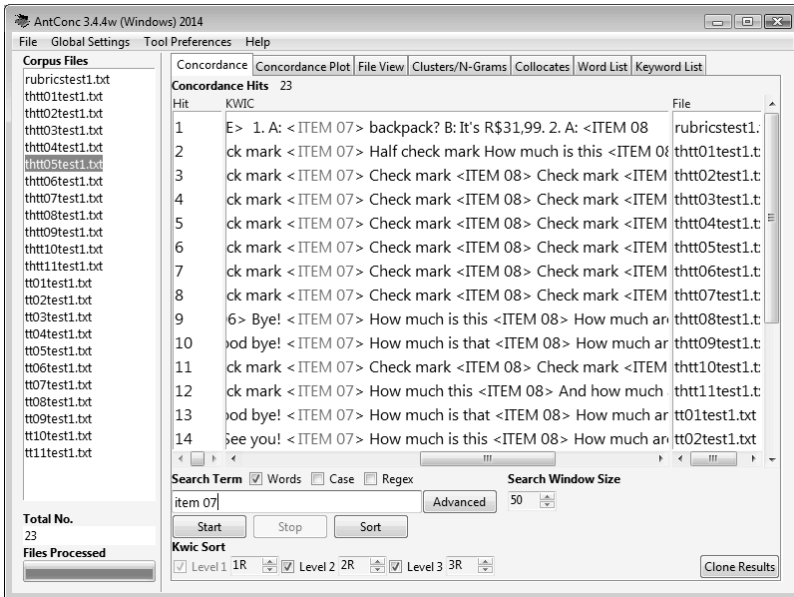 AntConc 3.4.4w (Windows) 2014
File Global Settings Tool Preferences Help
Corpus Files
rubricstest1.txt
thtt01test1.txt
thtt02test1.txt
thtt03test1.txt
thtt04test1.txt
thtt05test1.txt
thtt06test1.txt
thtt07test1.txt
thtt08test1.txt
thtt09test1.txt
thtt10test1.txt
thtt11test1.txt
tt01test1.txt
tt02test1.txt
tt03test1.txt
tt04test1.txt
tt05test1.txt
tt06test1.txt
tt07test1.txt
tt08test1.txt
tt09test1.txt
tt10test1.txt
tt11test1.txt
Total No.
23
Files Processed
Concordance Concordance Plot File View Clusters/N-Grams Collocates Word List Keyword List
Concordance Hits 23
Hit KWIC File
1 E> 1. A: <ITEM 07> backpack? B: It's R$31,99. 2. A: <ITEM 08 rubricstest1.
2 ck mark <ITEM 07> Half check mark How much is this <ITEM 08 thtt01test1.t
3 ck mark <ITEM 07> Check mark <ITEM 08> Check mark <ITEM thtt02test1.t
4 ck mark <ITEM 07> Check mark <ITEM 08> Check mark <ITEM thtt03test1.t
5 ck mark <ITEM 07> Check mark <ITEM 08> Check mark <ITEM thtt04test1.t
6 ck mark <ITEM 07> Check mark <ITEM 08> Check mark <ITEM thtt05test1.t
7 ck mark <ITEM 07> Check mark <ITEM 08> Check mark <ITEM thtt06test1.t
8 ck mark <ITEM 07> Check mark <ITEM 08> Check mark <ITEM thtt07test1.t
9 6> Bye! <ITEM 07> How much is this <ITEM 08> How much are thtt08test1.t
10 ood bye! <ITEM 07> How much is that <ITEM 08> How much ar thtt09test1.t
11 ck mark <ITEM 07> Check mark <ITEM 08> Check mark <ITEM thtt10test1.t
12 ck mark <ITEM 07> How much this <ITEM 08> And how much thtt11test1.t
13 ood bye! <ITEM 07> How much is that <ITEM 08> How much ar tt01test1.txt
14 See you! <ITEM 07> How much is this <ITEM 08> How much are tt02test1.txt
Search Term Words Case Regex Search Window Size
item 07 Advanced 50
Start Stop Sort
Kwic Sort
Level 1 1R Level 2 2R Level 3 3R Clone Results